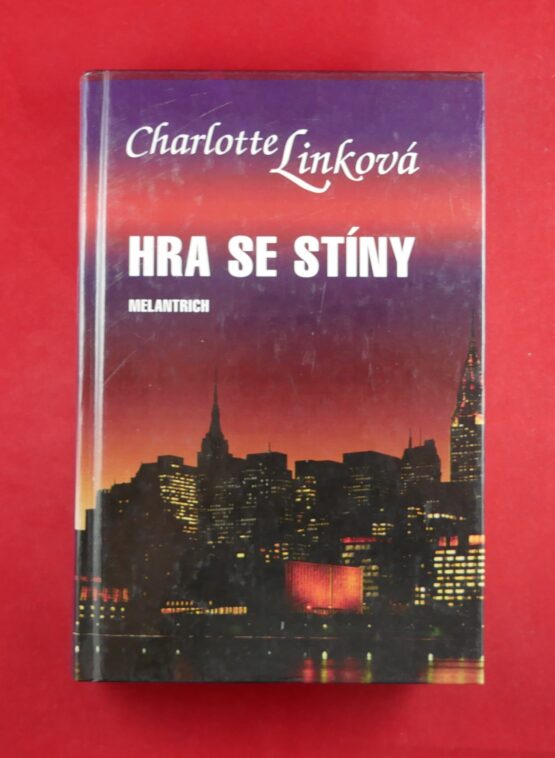 Charlotte Linková
HRA SE STÍNY
MELANTRICH